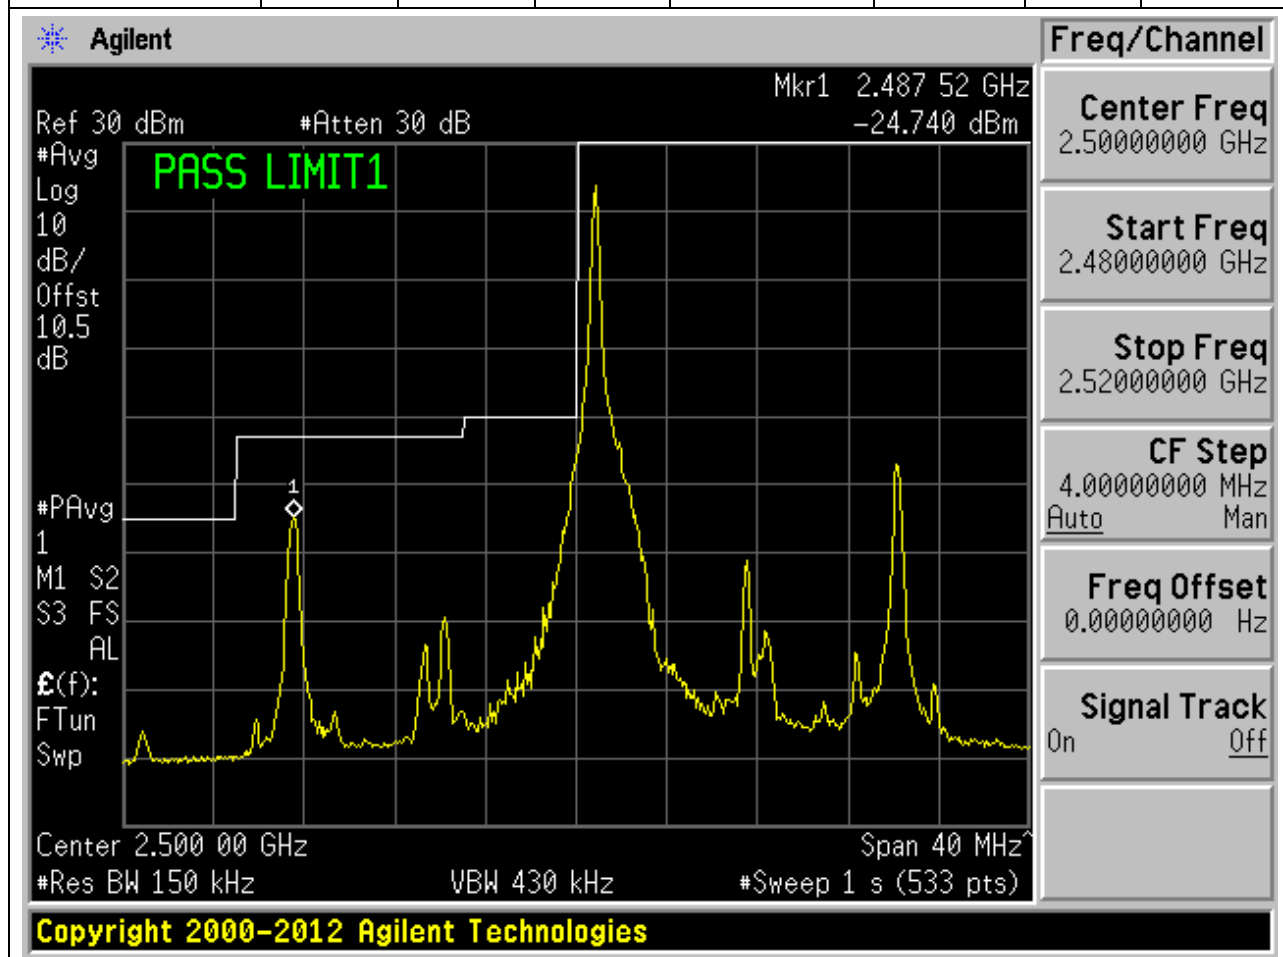 Agilent
Freq/Channel
Mkr1 2.487 52 GHz
Ref 30 dBm #Atten 30 dB -24.740 dBm
#Avg
Log
10
dB/
Offst
10.5
dB
PASS LIMIT1
1
#PAvg
1
M1 S2
S3 FS
AL
£(f):
FTun
Swp
Center 2.500 00 GHz Span 40 MHz^
#Res BW 150 kHz VBW 430 kHz #Sweep 1 s (533 pts)
Center Freq
2.50000000 GHz
Start Freq
2.48000000 GHz
Stop Freq
2.52000000 GHz
CF Step
4.00000000 MHz
Auto Man
Freq Offset
0.00000000 Hz
Signal Track
On Off
Copyright 2000-2012 Agilent Technologies